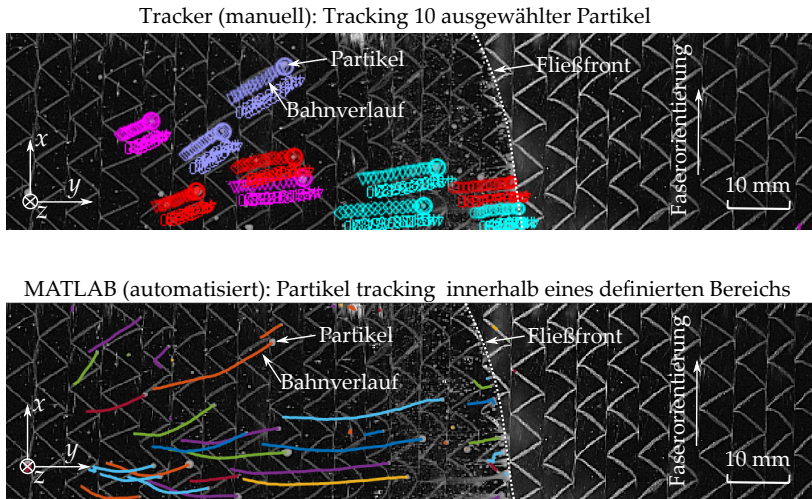 Tracker (manuell): Tracking 10 ausgewählter Partikel
Partikel
Bahnverlauf
Fließfront
Faserorientierung
x
y
z
10 mm
MATLAB (automatisiert): Partikel tracking innerhalb eines definierten Bereichs
Partikel
Bahnverlauf
Fließfront
Faserorientierung
x
y
z
10 mm